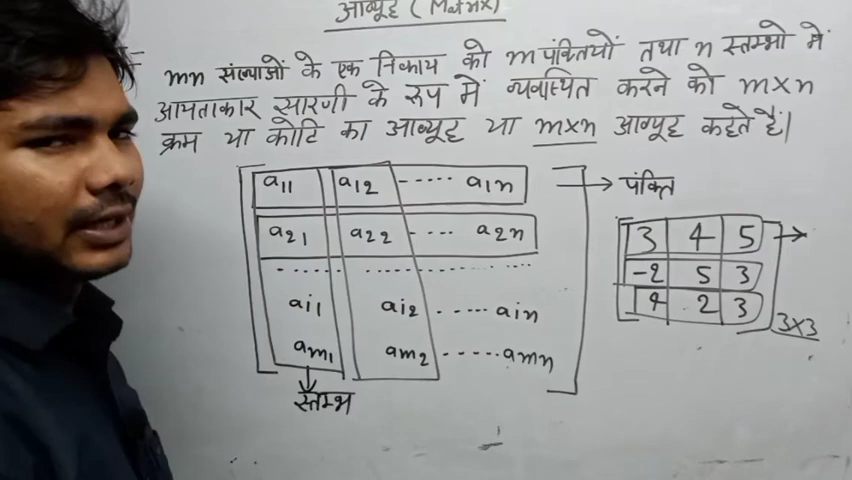 आव्यूह (Matrix)
mn संख्याओं के एक निकाय को m पंक्तियों तथा n स्तम्भो में
आयताकार सारणी के रुप में व्यवस्थित करने को m×n
क्रम या कोटि का आव्यूह या m×n आव्यूह कहते हैं।
a11 a12 ..... a1n → पंक्ति
a21 a22 .... a2n
ai1 ai2 ..... ain
am1 am2 ..... amn
स्तम्भ
3 4 5 →
-2 5 3
4 2 3
3×3